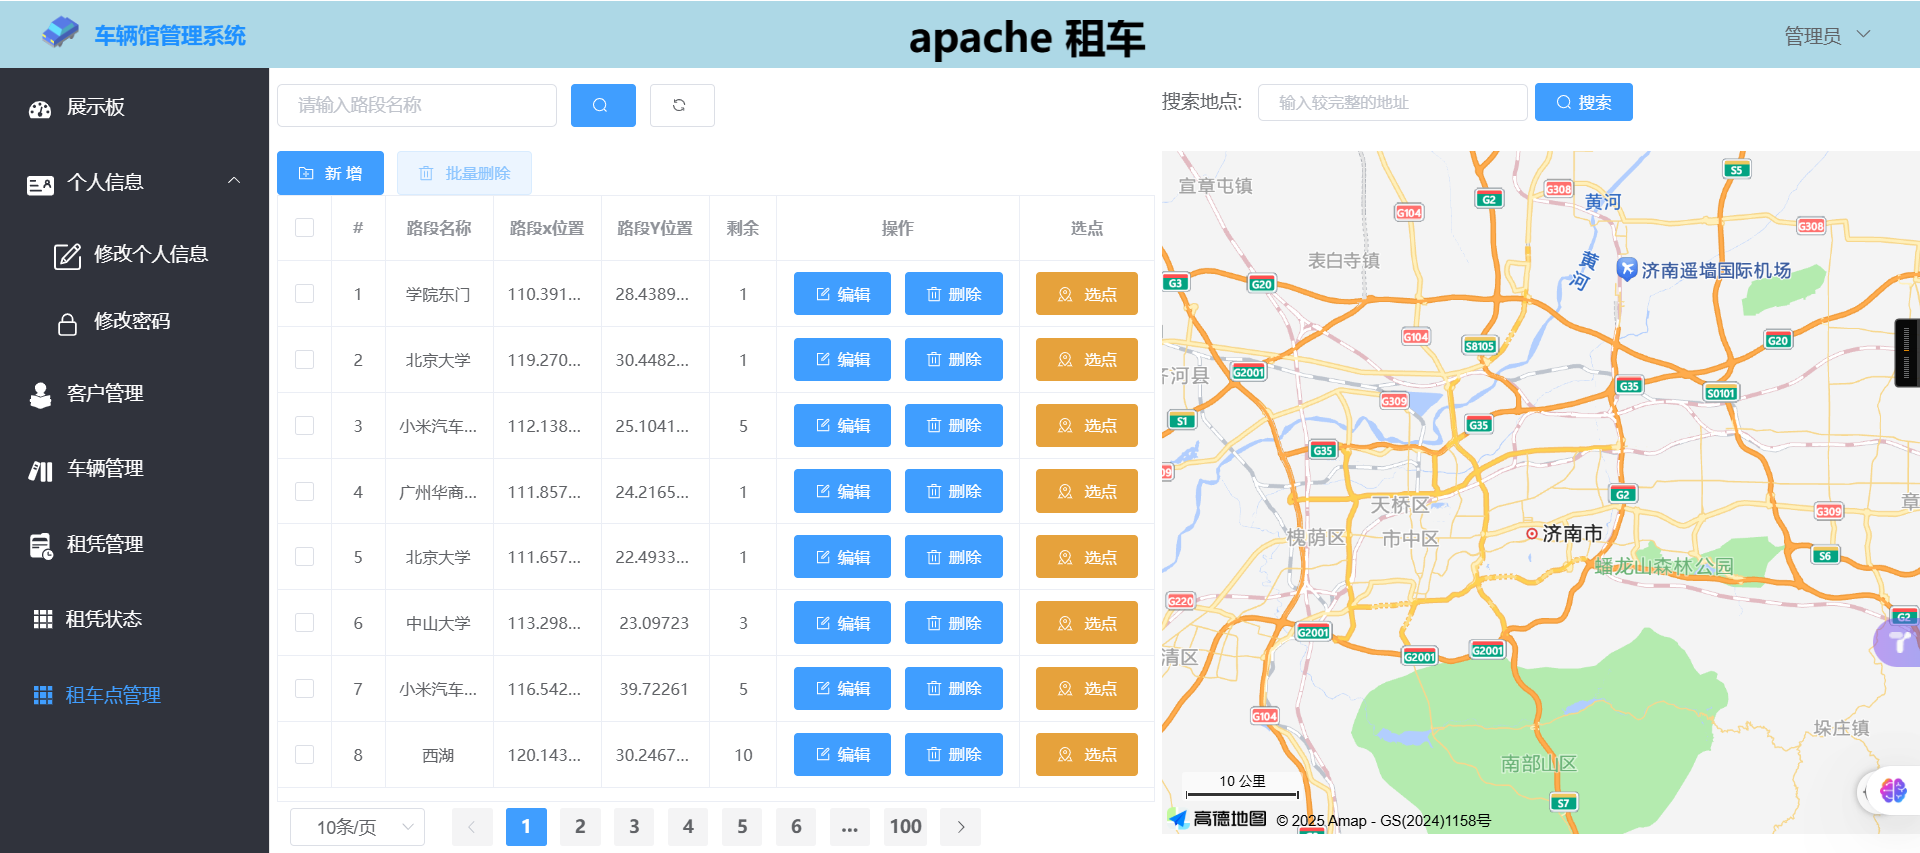 车辆馆管理系统
apache 租车
管理员
展示板
个人信息
修改个人信息
修改密码
客户管理
车辆管理
租凭管理
租凭状态
租车点管理
请输入路段名称
新 增
批量删除
# 路段名称 路段x位置 路段Y位置 剩余 操作 选点
1 学院东门 110.391... 28.4389... 1 编辑 删除 选点
2 北京大学 119.270... 30.4482... 1 编辑 删除 选点
3 小米汽车... 112.138... 25.1041... 5 编辑 删除 选点
4 广州华商... 111.857... 24.2165... 1 编辑 删除 选点
5 北京大学 111.657... 22.4933... 1 编辑 删除 选点
6 中山大学 113.298... 23.09723 3 编辑 删除 选点
7 小米汽车... 116.542... 39.72261 5 编辑 删除 选点
8 西湖 120.143... 30.2467... 10 编辑 删除 选点
10条/页
1 2 3 4 5 6 ... 100
搜索地点:
输入较完整的地址
搜索
S5
宣章屯镇
G308
G2
黄河
G104
G308
表白寺镇
黄河
济南遥墙国际机场
G3
G20
G104
S8105
G20
齐河县
G2001
G35
S0101
G309
S1
G35
G35
09
G2
天桥区
章
G309
槐荫区
市中区
济南市
S6
蟠龙山森林公园
G220
G2
G2001
G2001
G2001
清区
G104
垛庄镇
南部山区
10 公里
S7
高德地图
© 2025 Amap - GS(2024)1158号